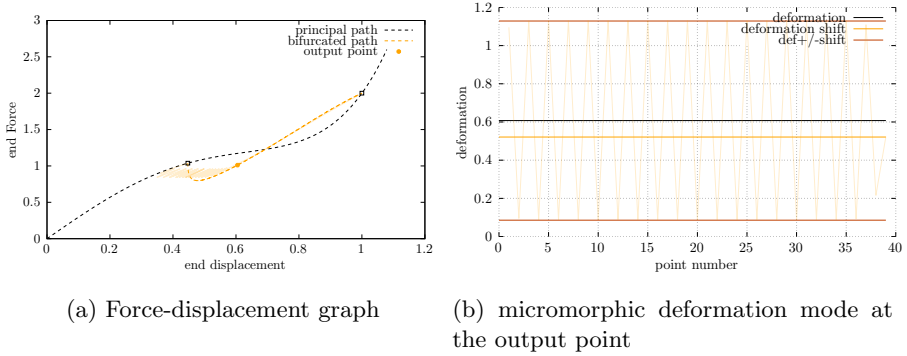 3
2.5
2
1.5
1
0.5
0
0
0.2
0.4
0.6
0.8
1
1.2
end Force
end displacement
principal path
bifurcated path
output point
1.2
1
0.8
0.6
0.4
0.2
0
0
5
10
15
20
25
30
35
40
deformation
point number
deformation
deformation shift
def+/-shift
(a) Force-displacement graph
(b) micromorphic deformation mode at
the output point